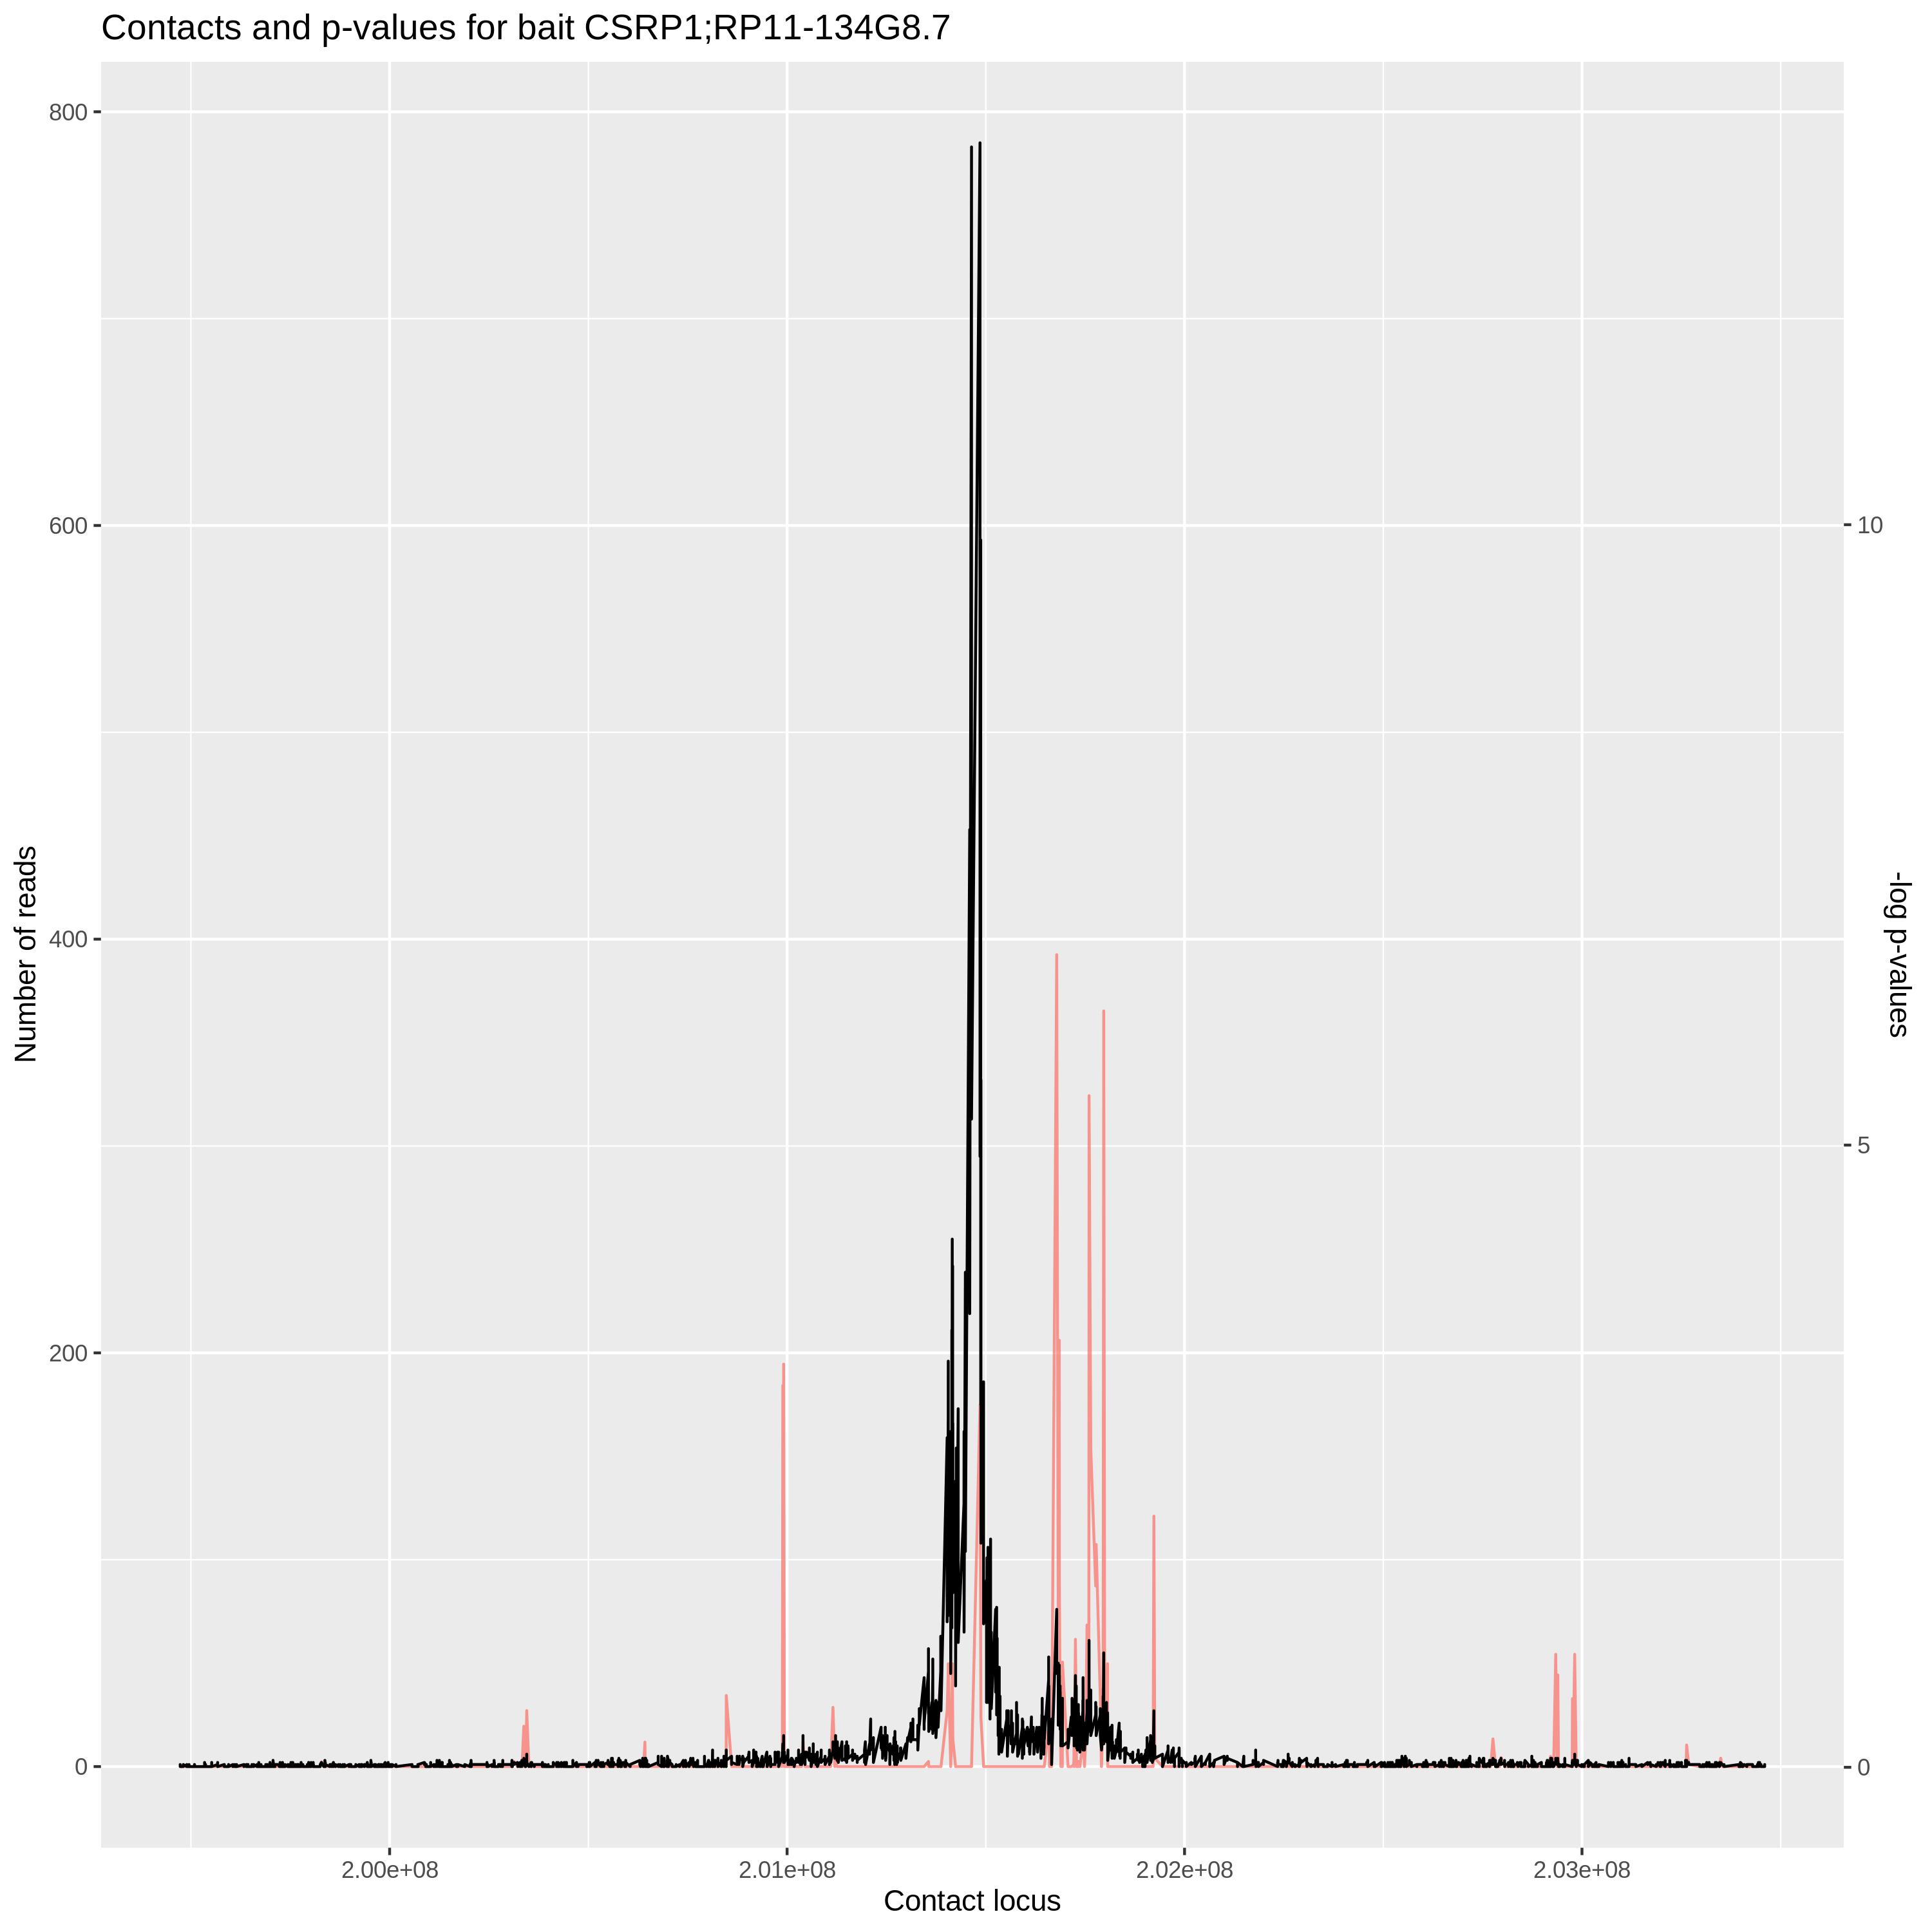 Contacts and p-values for bait CSRP1;RP11-134G8.7
800
600
400
200
0
10
5
0
Number of reads
-log p-values
2.00e+08
2.01e+08
2.02e+08
2.03e+08
Contact locus